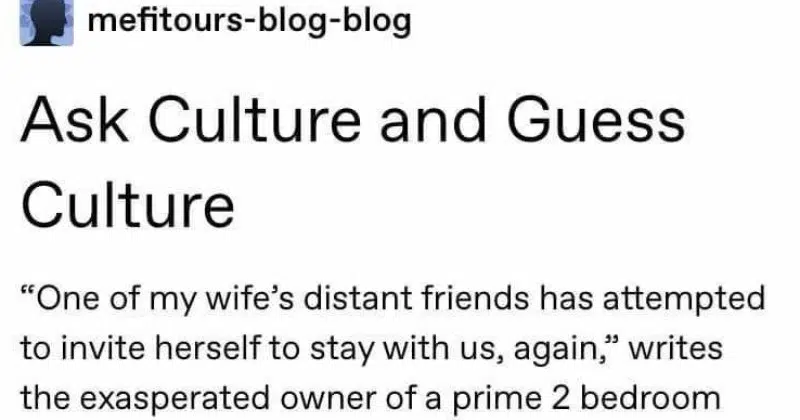 mefitours-blog-blog
Ask Culture and Guess
Culture
“One of my wife’s distant friends has attempted
to invite herself to stay with us, again,” writes
the exasperated owner of a prime 2 bedroom